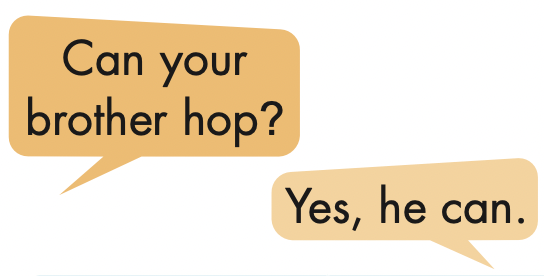 Can your
brother hop?
Yes, he can.